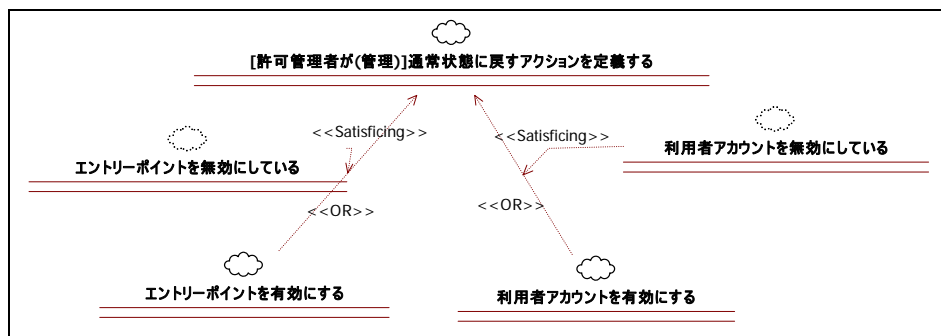 [許可管理者が(管理)]通常状態に戻すアクションを定義する
<<Satisficing>>
<<Satisficing>>
エントリーポイントを無効にしている
利用者アカウントを無効にしている
<<OR>>
<<OR>>
エントリーポイントを有効にする
利用者アカウントを有効にする